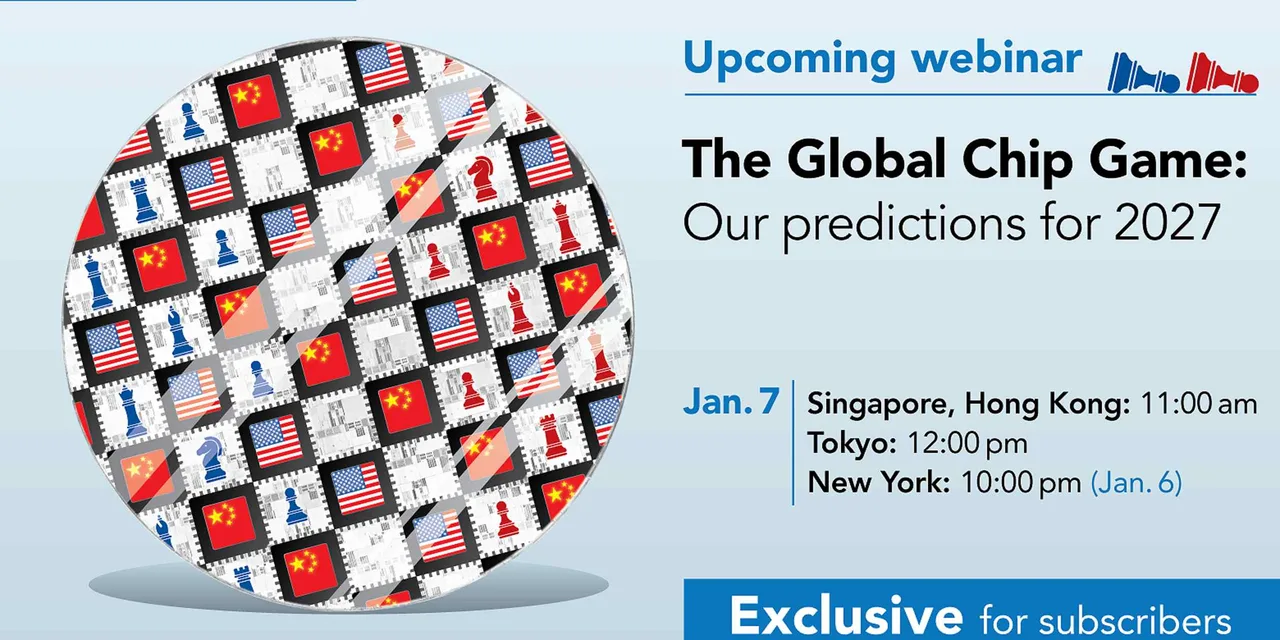 Upcoming webinar
The Global Chip Game:
Our predictions for 2027
Jan. 7
Singapore, Hong Kong: 11:00 am
Tokyo: 12:00 pm
New York: 10:00 pm (Jan. 6)
Exclusive for subscribers